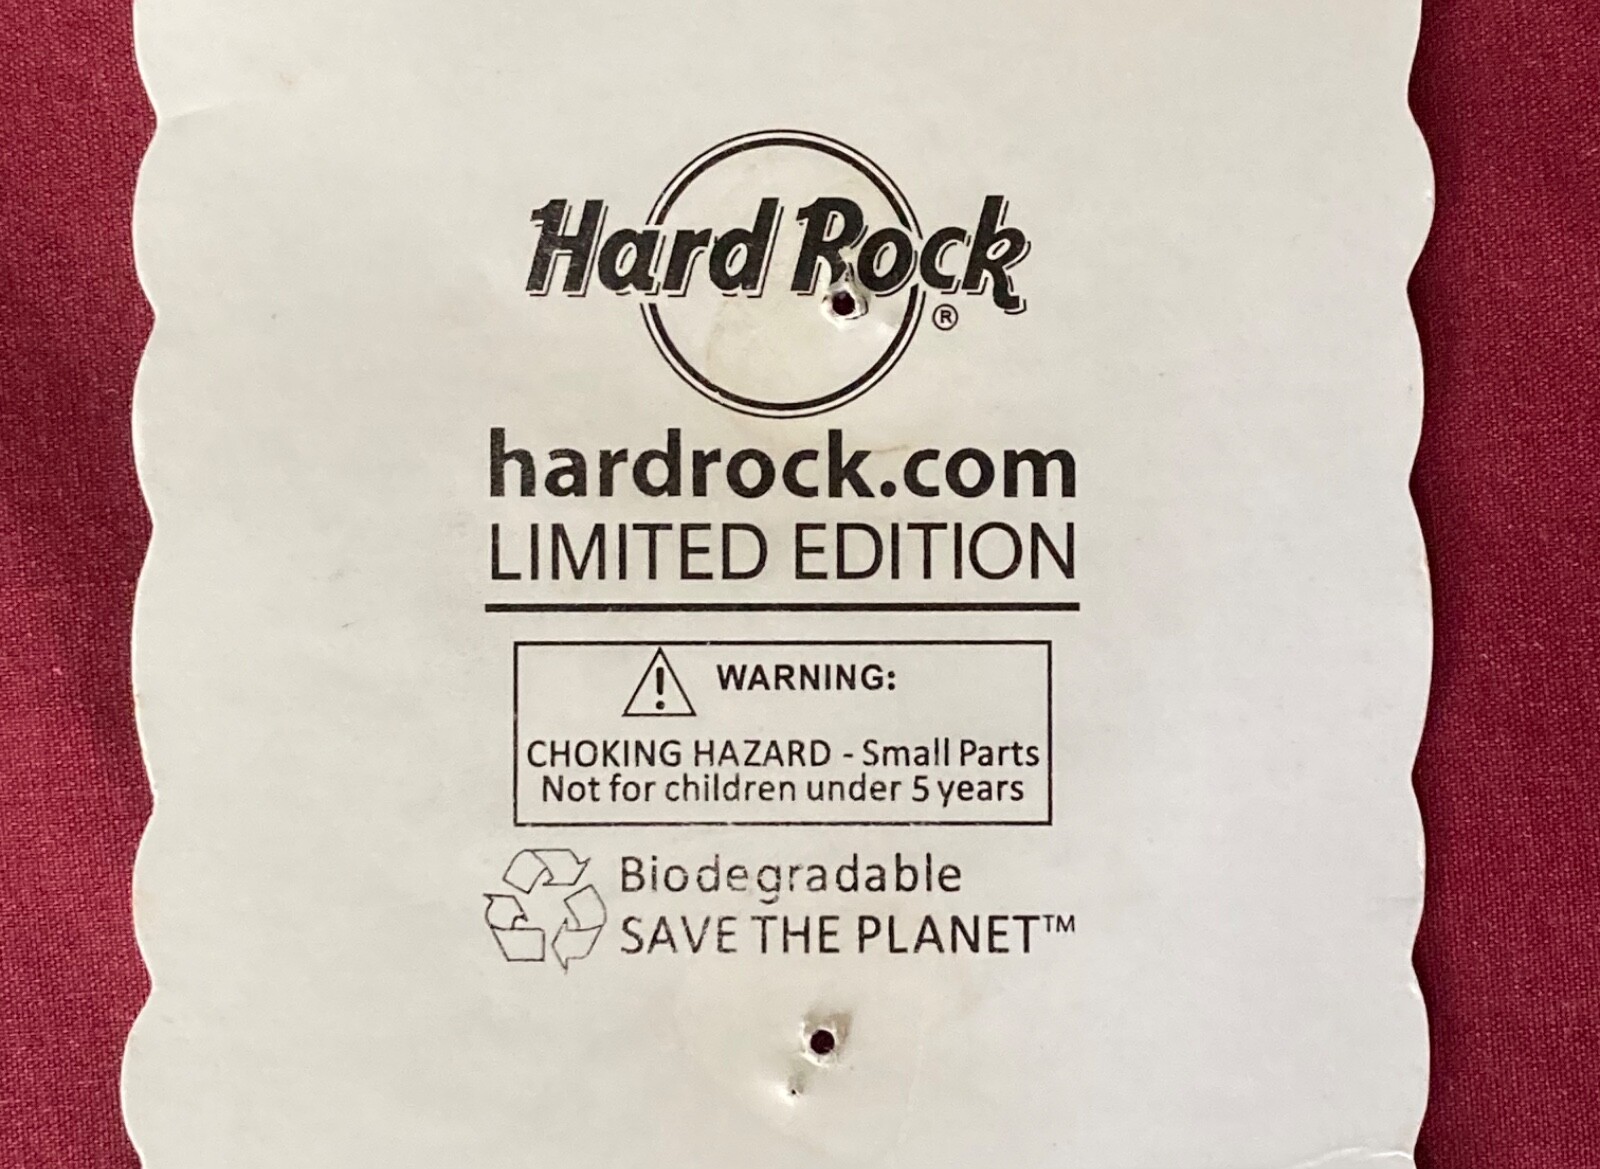 Hard Rock®
hardrock.com
LIMITED EDITION
WARNING:
CHOKING HAZARD - Small Parts
Not for children under 5 years
Biodegradable
SAVE THE PLANET™